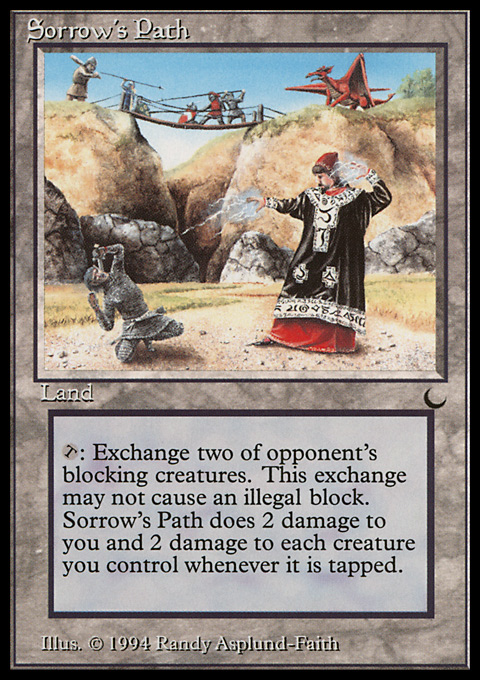 Sorrow's Path
Land
T: Exchange two of opponent's
blocking creatures. This exchange
may not cause an illegal block.
Sorrow's Path does 2 damage to
you and 2 damage to each creature
you control whenever it is tapped.
Illus. © 1994 Randy Asplund-Faith